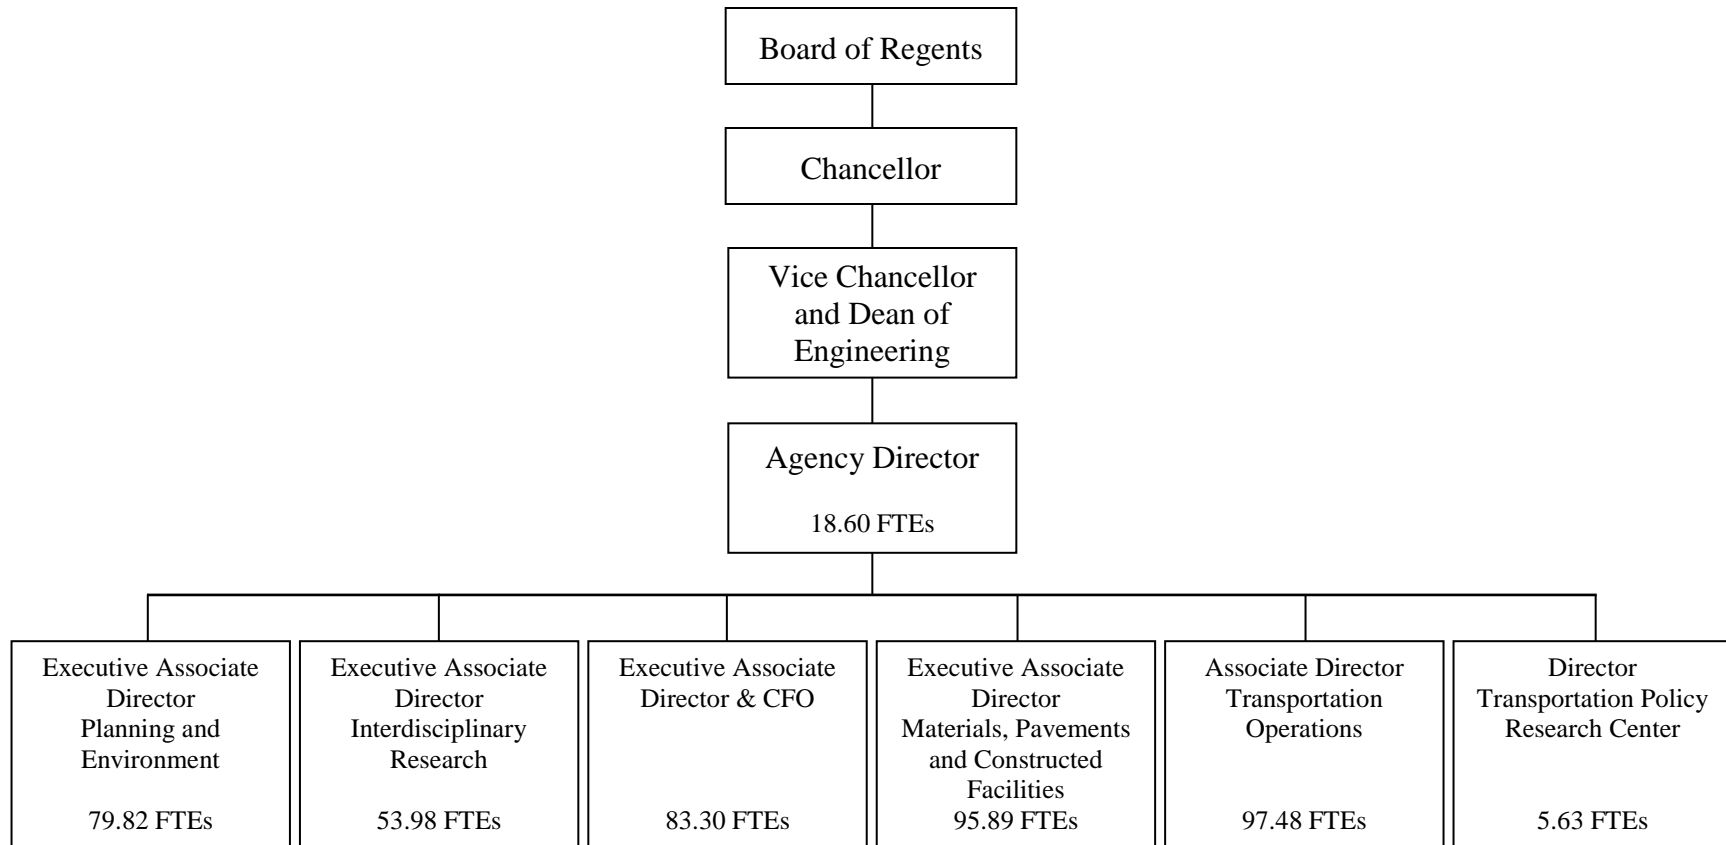 Board of Regents
Chancellor
Vice Chancellor
and Dean of
Engineering
Agency Director
18.60 FTEs
Executive Associate
Director
Planning and
Environment
79.82 FTEs
Executive Associate
Director
Interdisciplinary
Research
53.98 FTEs
Executive Associate
Director & CFO
83.30 FTEs
Executive Associate
Director
Materials, Pavements
and Constructed
Facilities
95.89 FTEs
Associate Director
Transportation
Operations
97.48 FTEs
Director
Transportation Policy
Research Center
5.63 FTEs